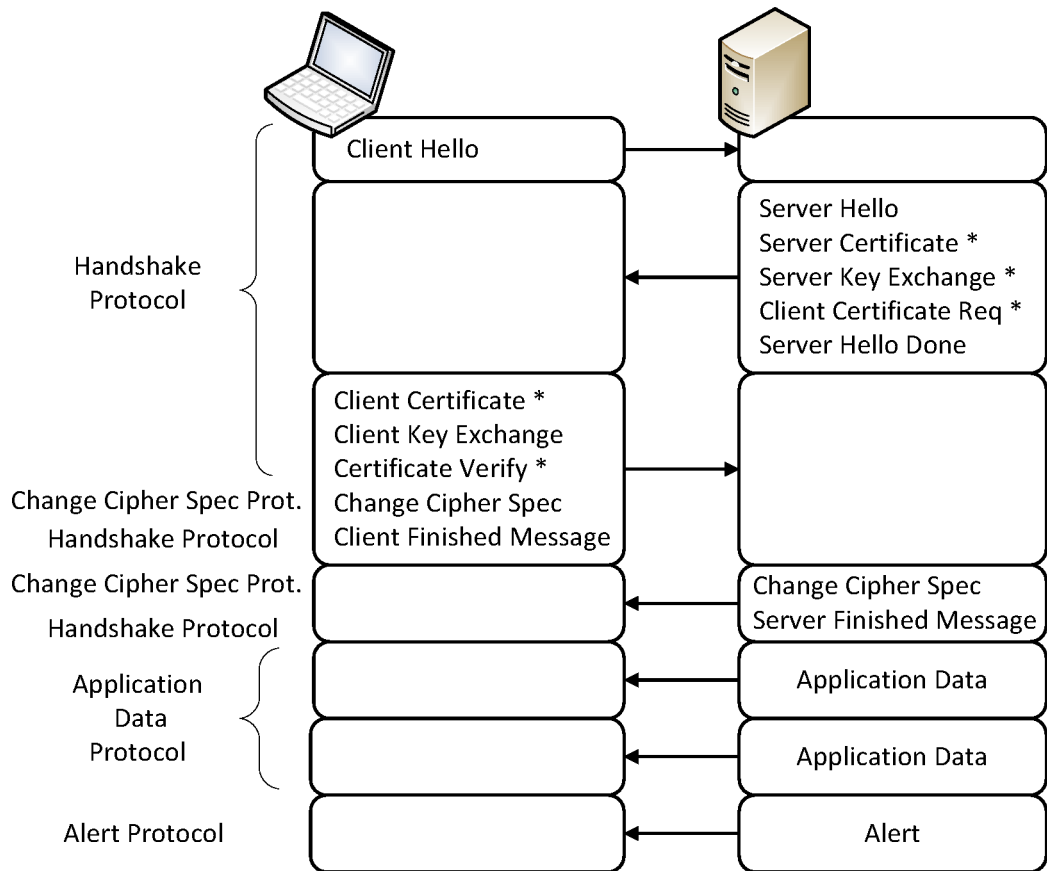 Client Hello
Server Hello
Server Certificate *
Server Key Exchange *
Client Certificate Req *
Server Hello Done
Handshake
Protocol
Client Certificate *
Client Key Exchange
Certificate Verify *
Change Cipher Spec
Client Finished Message
Change Cipher Spec Prot.
Handshake Protocol
Change Cipher Spec Prot.
Handshake Protocol
Change Cipher Spec
Server Finished Message
Application
Data
Protocol
Application Data
Application Data
Alert Protocol
Alert